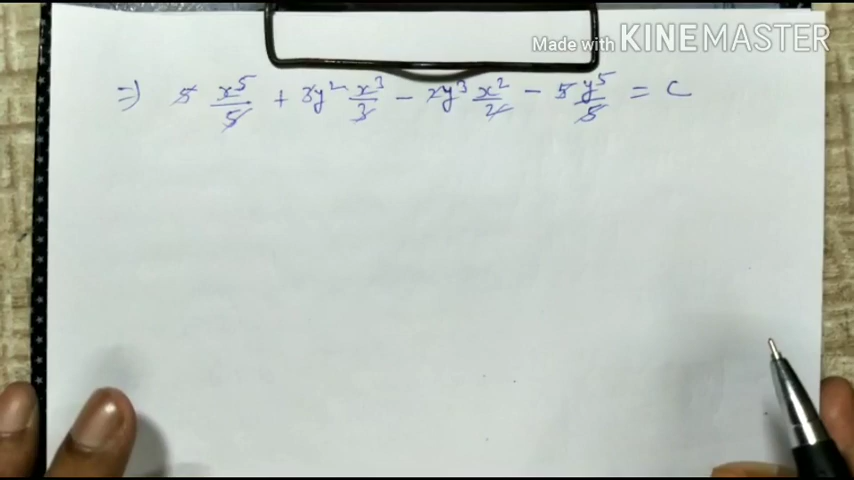 Made with KINEMASTER
=> 5 x⁵/5 + 3y² x³/3 - 2y³ x²/2 - 5 y⁵/5 = c